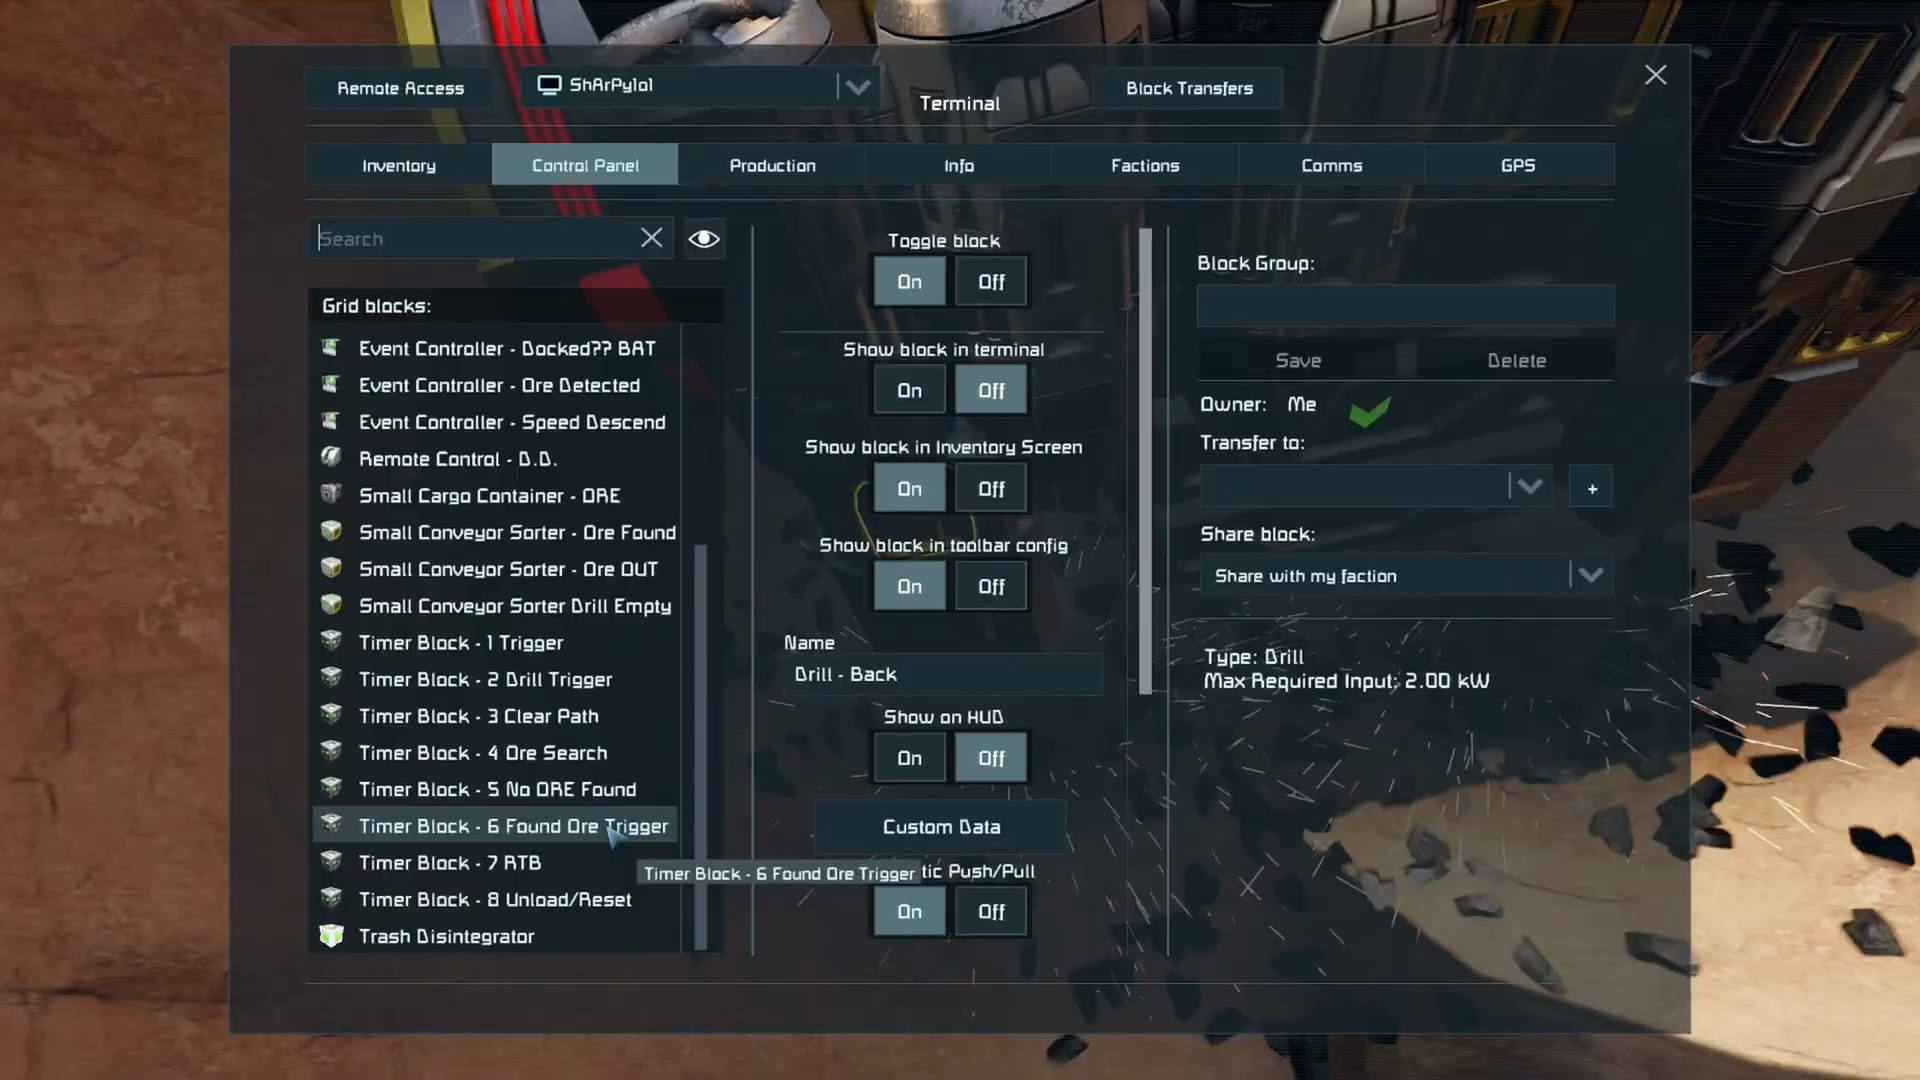 Remote Access
ShArPy1o1
Terminal
Block Transfers
Inventory
Control Panel
Production
Info
Factions
Comms
GPS
Search
Grid blocks:
Event Controller - Docked?? BAT
Event Controller - Ore Detected
Event Controller - Speed Descend
Remote Control - D.D.
Small Cargo Container - ORE
Small Conveyor Sorter - Ore Found
Small Conveyor Sorter - Ore OUT
Small Conveyor Sorter Drill Empty
Timer Block - 1 Trigger
Timer Block - 2 Drill Trigger
Timer Block - 3 Clear Path
Timer Block - 4 Ore Search
Timer Block - 5 No ORE Found
Timer Block - 6 Found Ore Trigger
Timer Block - 7 RTB
Timer Block - 8 Unload/Reset
Trash Disintegrator
Timer Block - 6 Found Ore Trigger
Toggle block
On Off
Show block in terminal
On Off
Show block in Inventory Screen
On Off
Show block in toolbar config
On Off
Name
Drill - Back
Show on HUD
On Off
Custom Data
tic Push/Pull
On Off
Block Group:
Save
Delete
Owner: Me
Transfer to:
+
Share block:
Share with my faction
Type: Drill
Max Required Input: 2.00 kW